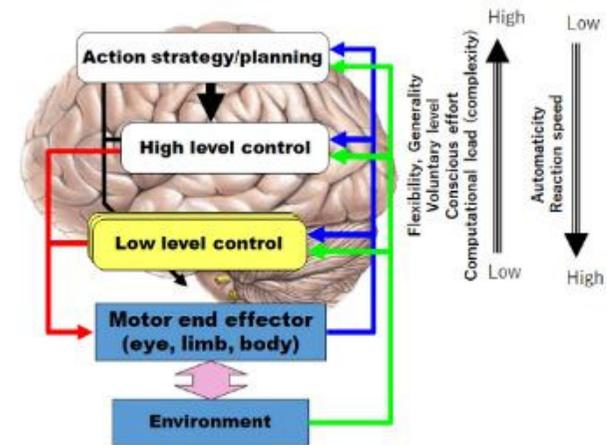 Action strategy/planning
High level control
Low level control
Motor end effector
(eye, limb, body)
Environment
High
Flexibility, Generality
Voluntary level
Conscious effort
Computational load (complexity)
Low
Low
Automaticity
Reaction speed
High